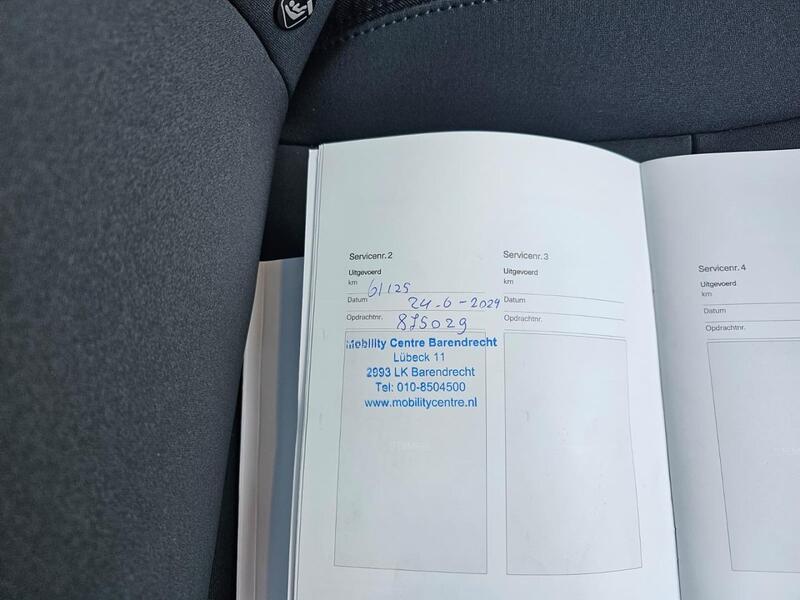 Servicenr. 2
Uitgevoerd
km 61125
Datum 24-6-2024
Opdrachtnr. 875029
Mobility Centre Barendrecht
Lübeck 11
2993 LK Barendrecht
Tel: 010-8504500
www.mobilitycentre.nl
Servicenr. 3
Uitgevoerd
km
Datum
Opdrachtnr.
Servicenr. 4
Uitgevoerd
km
Datum
Opdrachtnr.